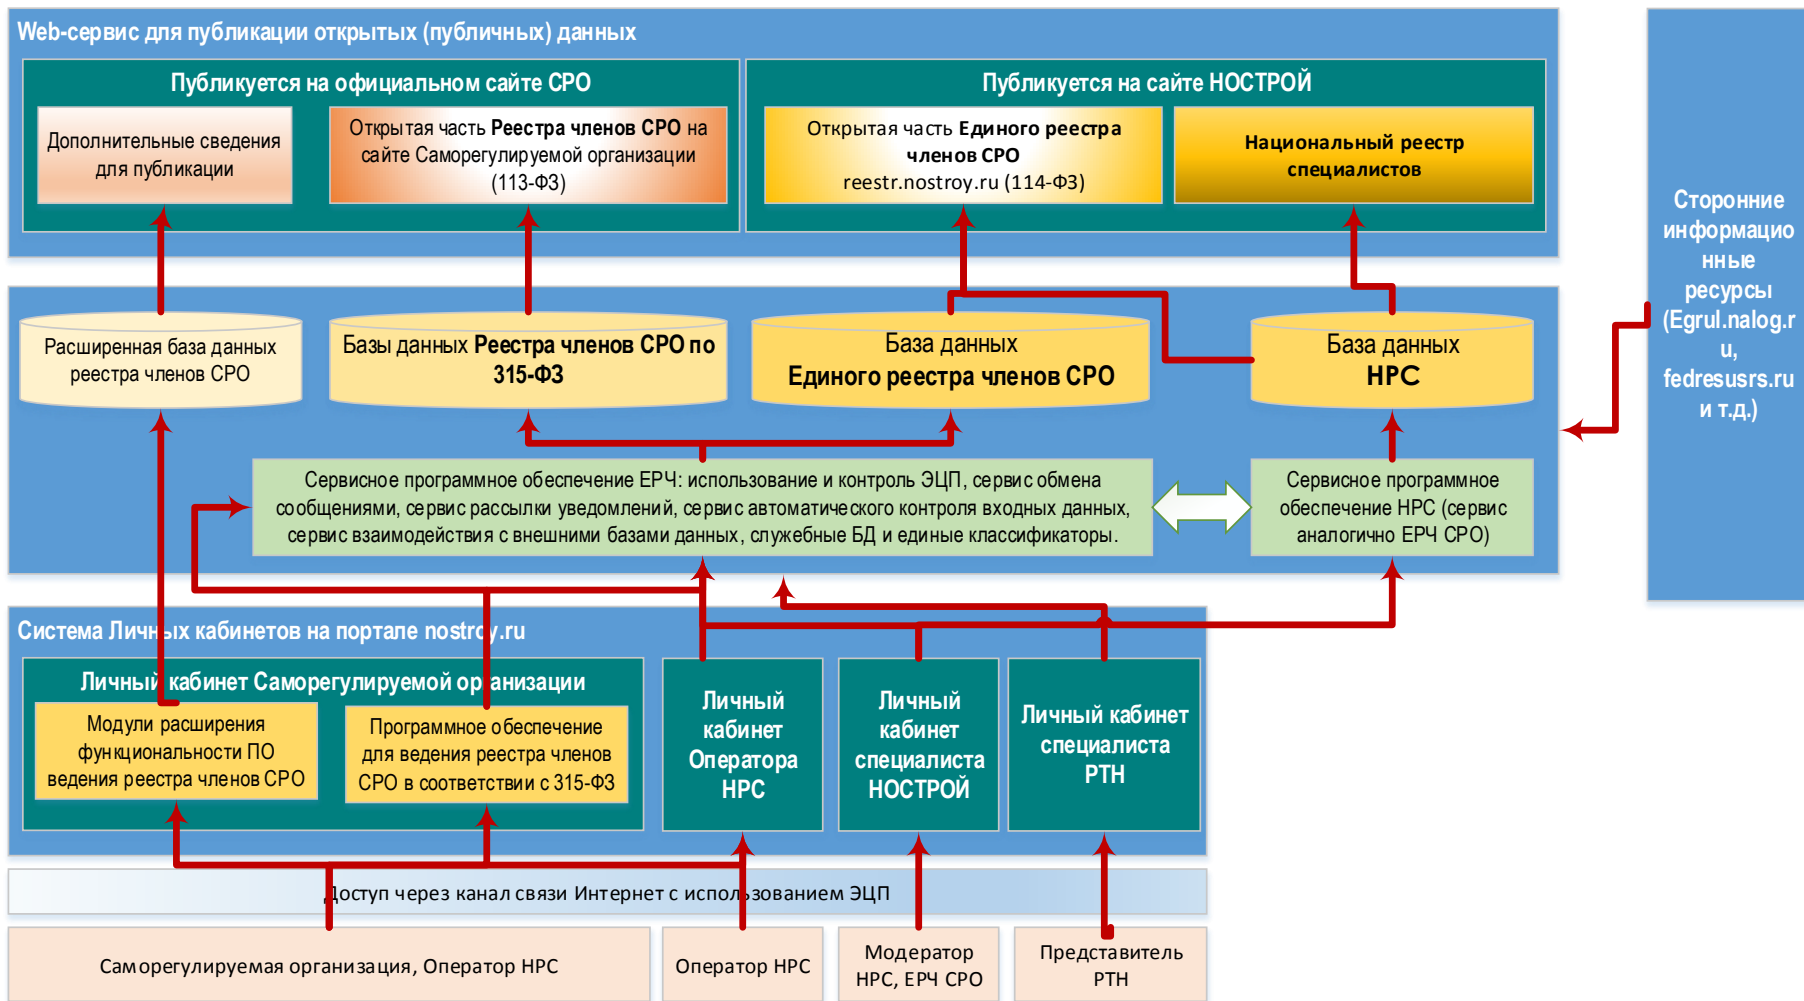 Web-сервис для публикации открытых (публичных) данных
Публикуется на официальном сайте СРО
Дополнительные сведения
для публикации
Открытая часть Реестра членов СРО на
сайте Саморегулируемой организации
(113-ФЗ)
Публикуется на сайте НОСТРОЙ
Открытая часть Единого реестра
членов СРО
reestr.nostroy.ru (114-ФЗ)
Национальный реестр
специалистов
Сторонние
информацио
нные
ресурсы
(Egrul.nalog.r
u,
fedresusrs.ru
и т.д.)
Расширенная база данных
реестра членов СРО
Базы данных Реестра членов СРО по
315-ФЗ
База данных
Единого реестра членов СРО
База данных
НРС
Сервисное программное обеспечение ЕРЧ: использование и контроль ЭЦП, сервис обмена
сообщениями, сервис рассылки уведомлений, сервис автоматического контроля входных данных,
сервис взаимодействия с внешними базами данных, служебные БД и единые классификаторы.
Сервисное программное
обеспечение НРС (сервис
аналогично ЕРЧ СРО)
Система Личных кабинетов на портале nostroy.ru
Личный кабинет Саморегулируемой организации
Модули расширения
функциональности ПО
ведения реестра членов СРО
Программное обеспечение
для ведения реестра членов
СРО в соответствии с 315-ФЗ
Личный
кабинет
Оператора
НРС
Личный
кабинет
специалиста
НОСТРОЙ
Личный кабинет
специалиста
РТН
Доступ через канал связи Интернет с использованием ЭЦП
Саморегулируемая организация, Оператор НРС
Оператор НРС
Модератор
НРС, ЕРЧ СРО
Представитель
РТН